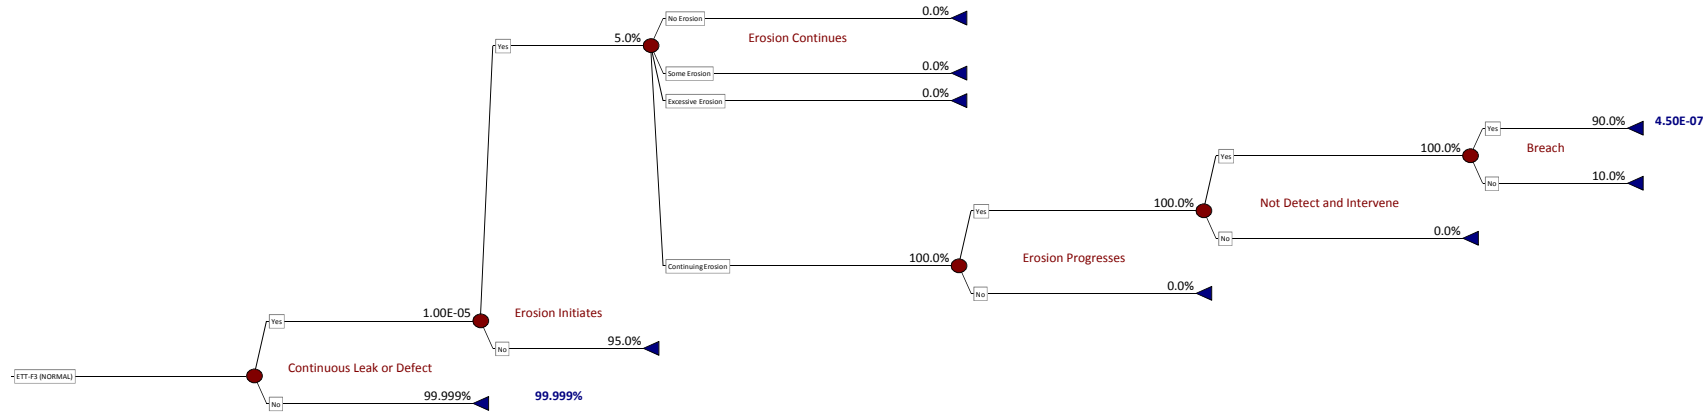 No Erosion 0.0%
Yes 5.0% Erosion Continues
Some Erosion 0.0%
Excessive Erosion 0.0%
Yes 90.0% 4.50E-07
Yes 100.0% Breach
No 10.0%
Yes 100.0% Not Detect and Intervene
No 0.0%
Continuing Erosion 100.0% Erosion Progresses
No 0.0%
Yes 1.00E-05 Erosion Initiates
No 95.0%
ETT-F3 (NORMAL) Continuous Leak or Defect
No 99.999% 99.999%